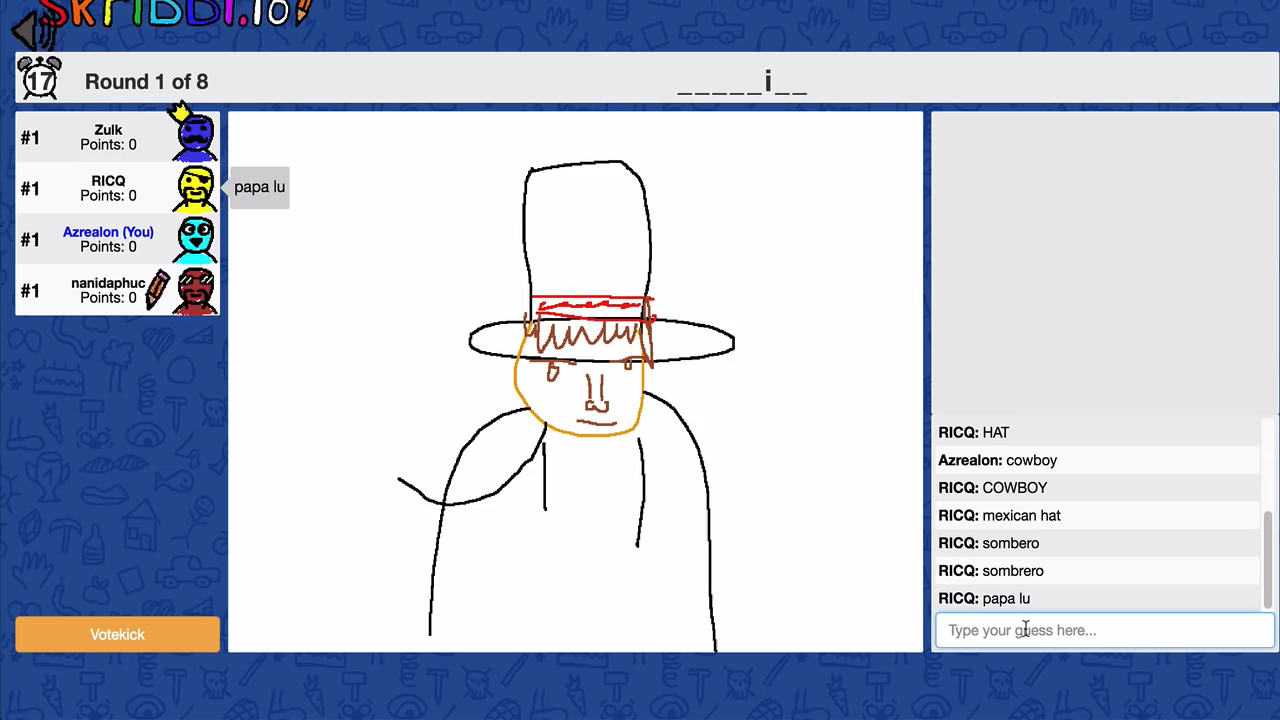 skribbl.io
17
Round 1 of 8
_____i__
#1 Zulk
Points: 0
#1 RICQ
Points: 0
papa lu
#1 Azrealon (You)
Points: 0
#1 nanidaphuc
Points: 0
RICQ: HAT
Azrealon: cowboy
RICQ: COWBOY
RICQ: mexican hat
RICQ: sombero
RICQ: sombrero
RICQ: papa lu
Type your guess here...
Votekick